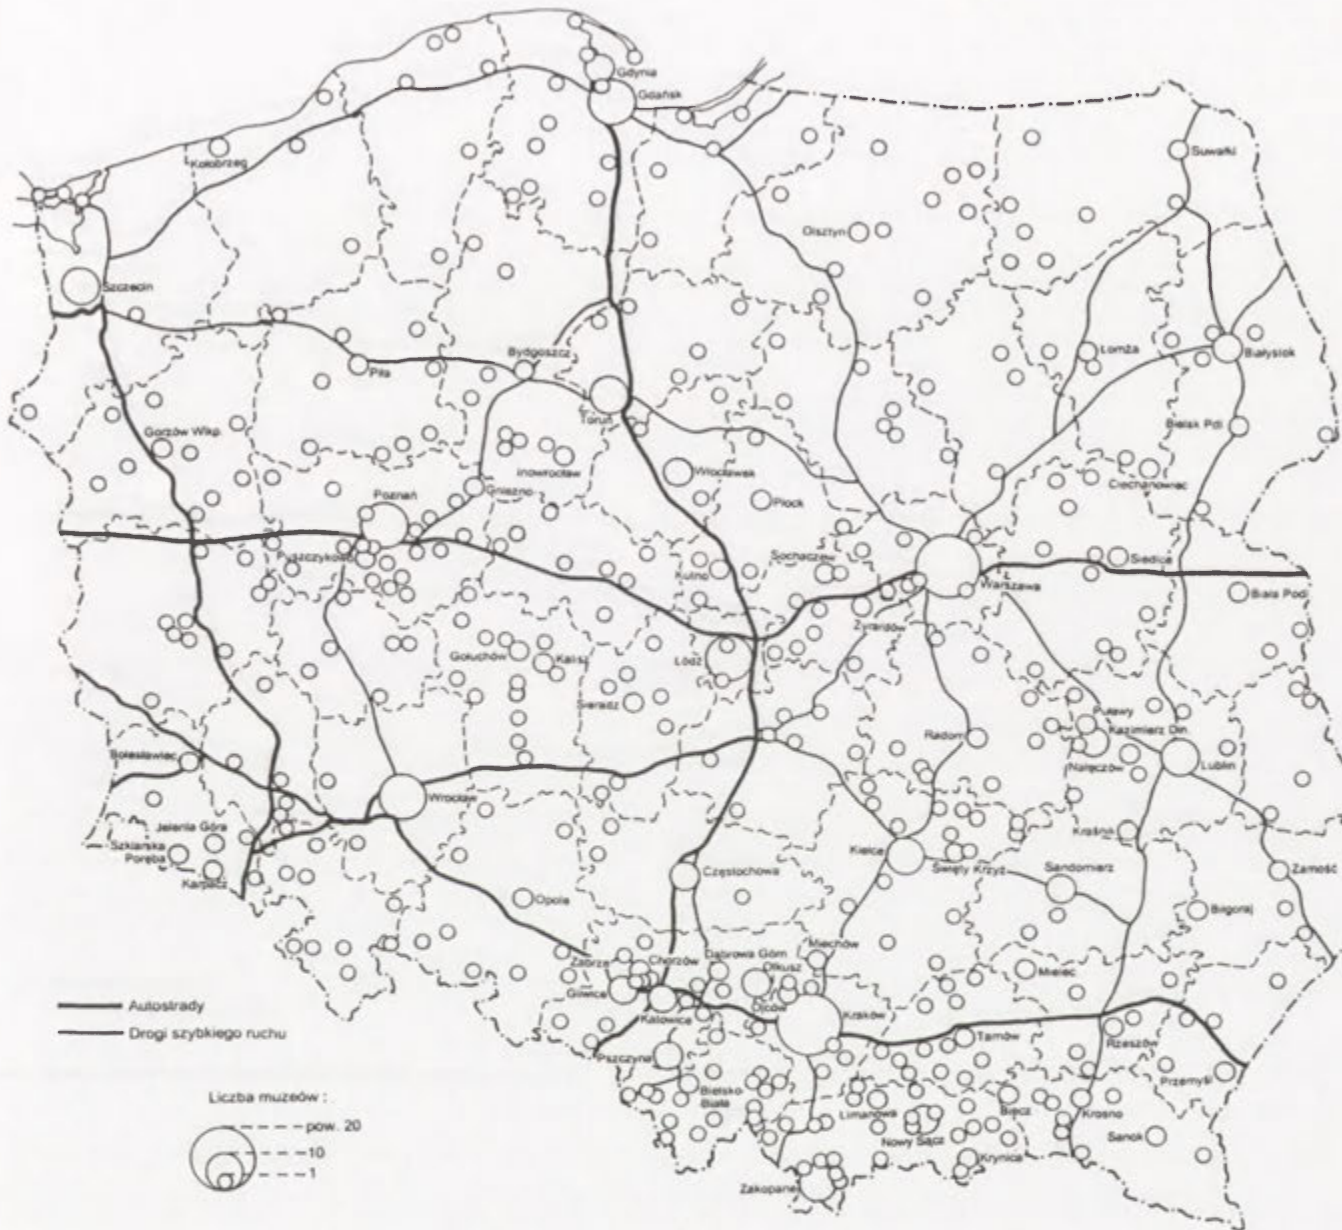 Gdynia
Gdańsk
Kołobrzeg
Suwałki
Olsztyn
Szczecin
Bydgoszcz
Łomża
Białystok
Piła
Toruń
Gorzów Wlkp.
Bielsk Pdl
Inowrocław
Włocławek
Ciechanowiec
Gniezno
Płock
Poznań
Puszczykowo
Sochaczew
Siedlce
Kutno
Warszawa
Biała Podl
Żyrardów
Gołuchów
Kalisz
Łódź
Sieradz
Puławy
Kazimierz Dln.
Radom
Bolesławiec
Nałęczów
Lublin
Wrocław
Jelenia Góra
Kraśnik
Szklarska
Poręba
Kielce
Święty Krzyż
Sandomierz
Zamość
Karpacz
Częstochowa
Opole
Biłgoraj
Miechów
Zabrze
Chorzów
Dąbrowa Górn
Olkusz
Mielec
Gliwice
Ojców
Katowice
Kraków
Autostrady
Drogi szybkiego ruchu
Tarnów
Rzeszów
Pszczyna
Przemyśl
Bielsko-
Biała
Limanowa
Biecz
Krosno
Nowy Sącz
Sanok
Krynica
Zakopane
Liczba muzeów :
pow. 20
10
1